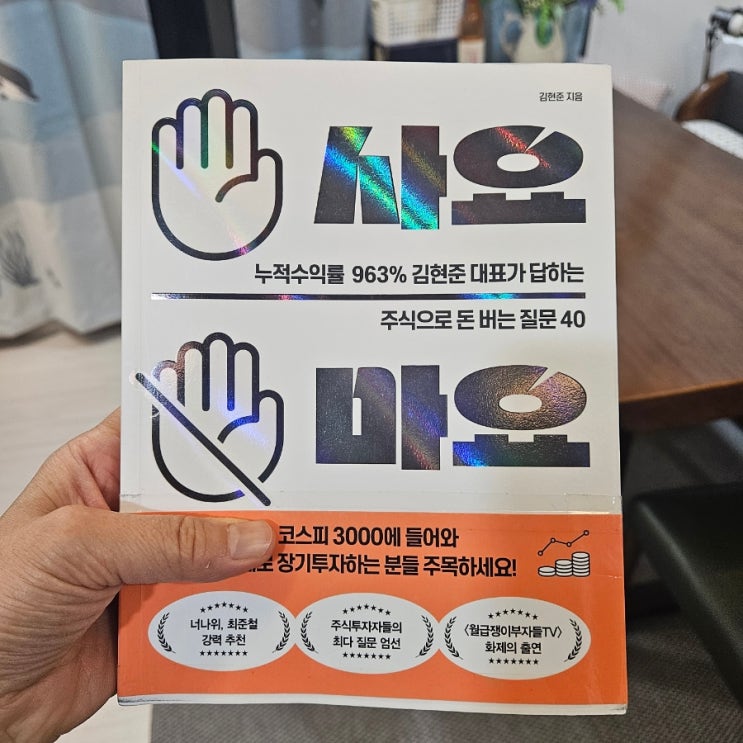 김현준 지음
사요
누적수익률 963% 김현준 대표가 답하는
주식으로 돈 버는 질문 40
마요
코스피 3000에 들어와
장기투자하는 분들 주목하세요!
너나위, 최준철
강력 추천
주식투자자들의
최다 질문 엄선
<월급쟁이부자들TV>
화제의 출연